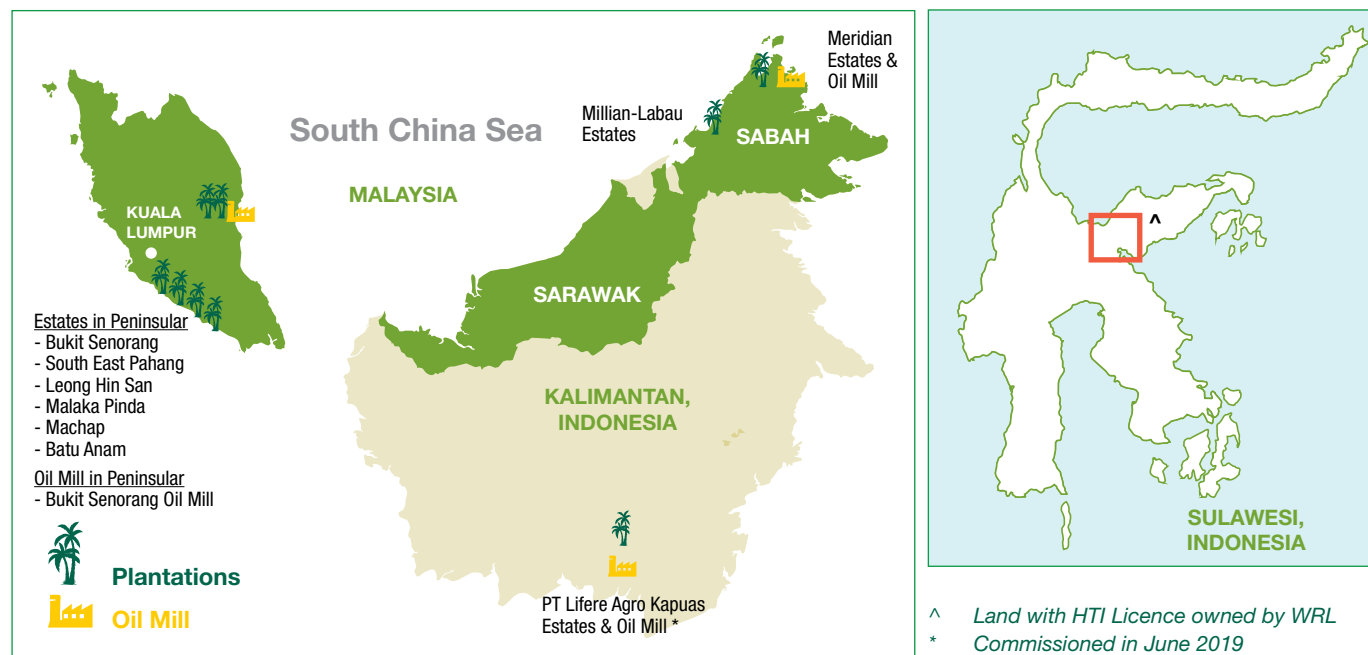 Meridian
Estates &
Oil Mill
Millian-Labau
Estates
South China Sea
SABAH
MALAYSIA
KUALA
LUMPUR
SARAWAK
Estates in Peninsular
- Bukit Senorang
- South East Pahang
- Leong Hin San
- Malaka Pinda
- Machap
- Batu Anam
Oil Mill in Peninsular
- Bukit Senorang Oil Mill
KALIMANTAN,
INDONESIA
Plantations
Oil Mill
PT Lifere Agro Kapuas
Estates & Oil Mill *
^
SULAWESI,
INDONESIA
^ Land with HTI Licence owned by WRL
* Commissioned in June 2019